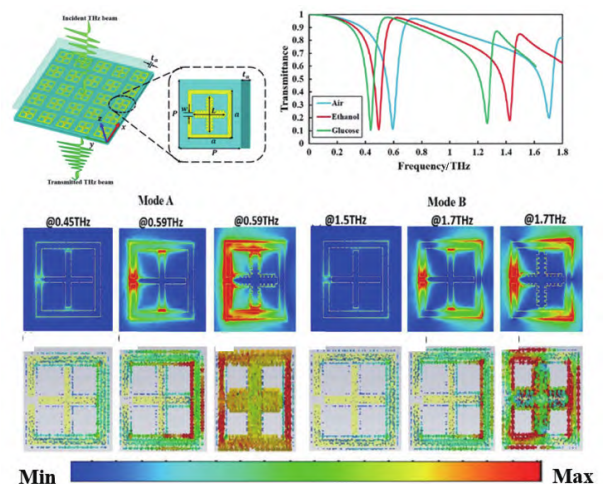 Incident THz beam
Transmitted THz beam
z
x
y
P
w
a
a
P
Transmittance
1
0.9
0.8
0.7
0.6
0.5
0.4
0.3
0.2
0.1
0
Air
Ethanol
Glucose
0
0.2
0.4
0.6
0.8
1
1.2
1.4
1.6
1.8
Frequency/THz
Mode A
Mode B
@0.45THz
@0.59THz
@0.59THz
@1.5THz
@1.7THz
@1.7THz
Min
Max